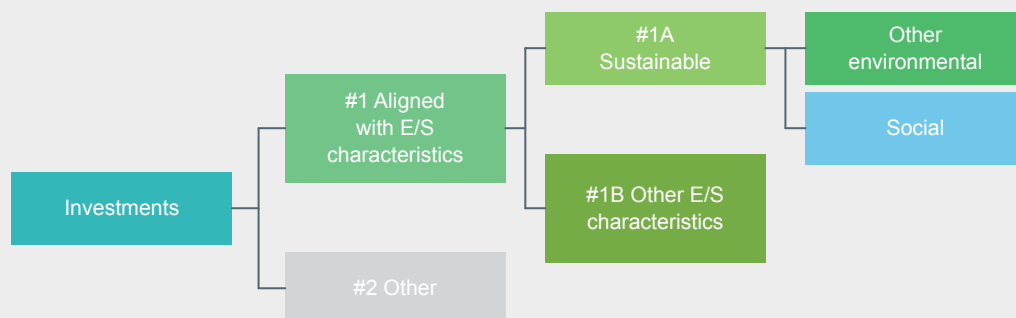 #1A
Sustainable
Other
environmental
#1 Aligned
with E/S
characteristics
Social
Investments
#1B Other E/S
characteristics
#2 Other